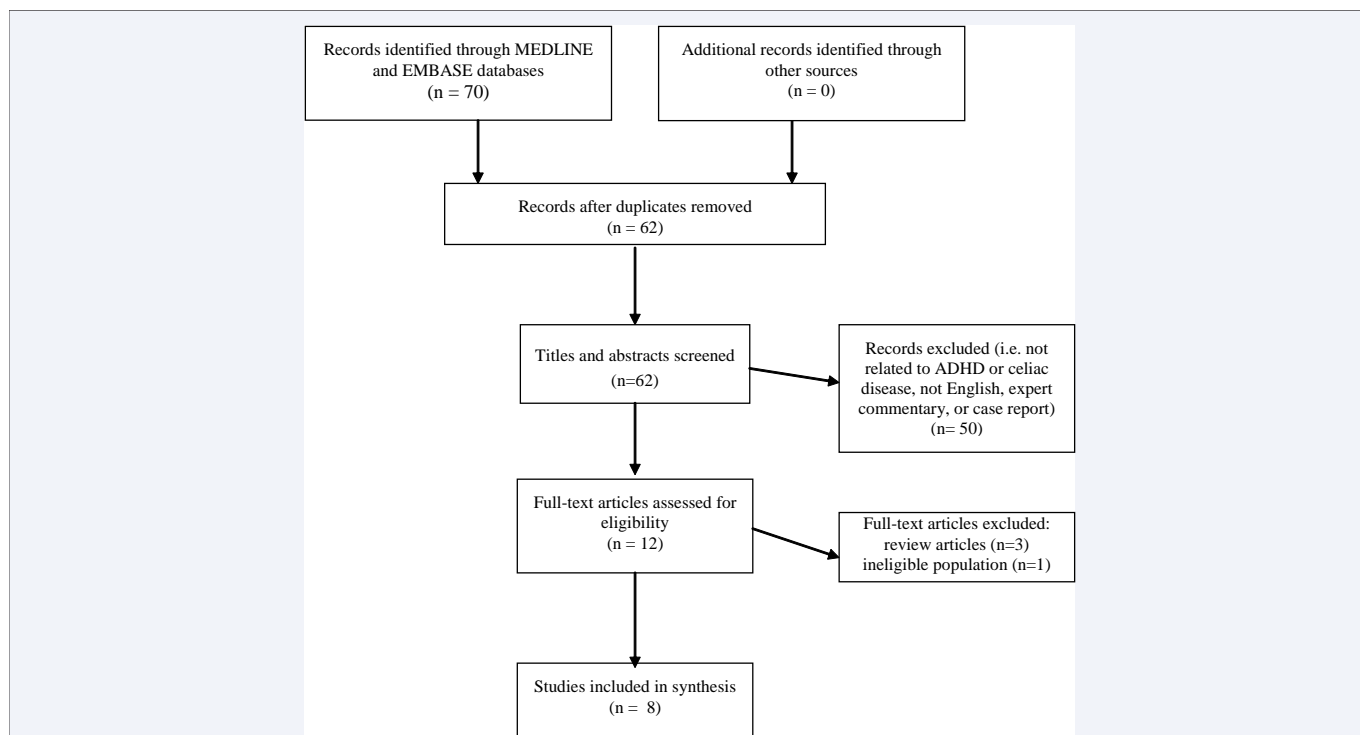 Records identified through MEDLINE
and EMBASE databases
(n = 70)
Additional records identified through
other sources
(n = 0)
Records after duplicates removed
(n = 62)
Titles and abstracts screened
(n=62)
Records excluded (i.e. not
related to ADHD or celiac
disease, not English, expert
commentary, or case report)
(n= 50)
Full-text articles assessed for
eligibility
(n = 12)
Full-text articles excluded:
review articles (n=3)
ineligible population (n=1)
Studies included in synthesis
(n = 8)